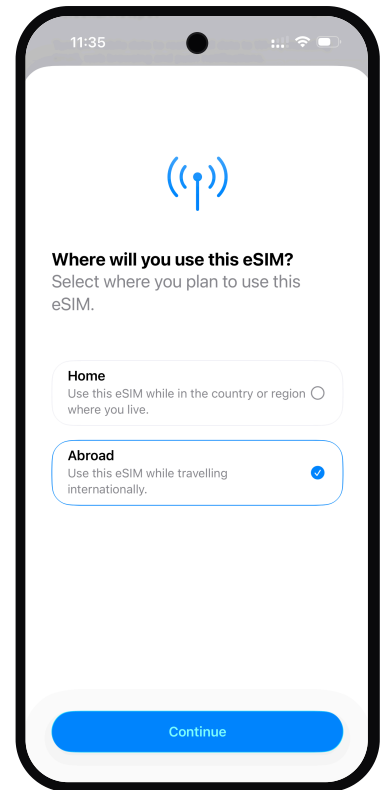 11:35
Where will you use this eSIM?
Select where you plan to use this
eSIM.
Home
Use this eSIM while in the country or region
where you live.
Abroad
Use this eSIM while travelling
internationally.
Continue